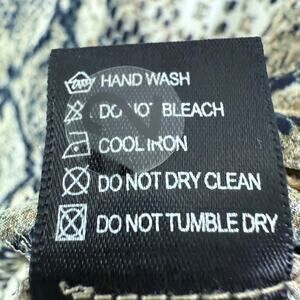 HAND WASH
DO NOT BLEACH
COOL IRON
DO NOT DRY CLEAN
DO NOT TUMBLE DRY